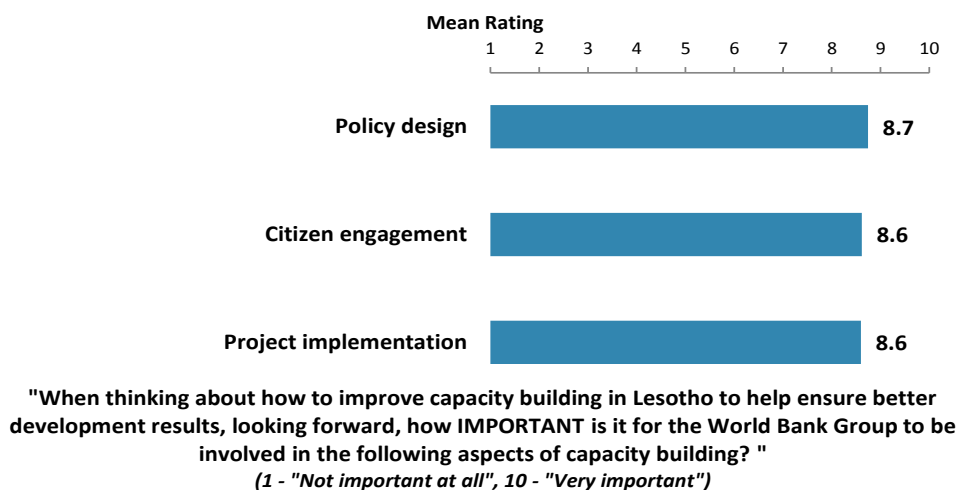 Mean Rating
1 2 3 4 5 6 7 8 9 10
Policy design 8.7
Citizen engagement 8.6
Project implementation 8.6
"When thinking about how to improve capacity building in Lesotho to help ensure better
development results, looking forward, how IMPORTANT is it for the World Bank Group to be
involved in the following aspects of capacity building? "
(1 - "Not important at all", 10 - "Very important")